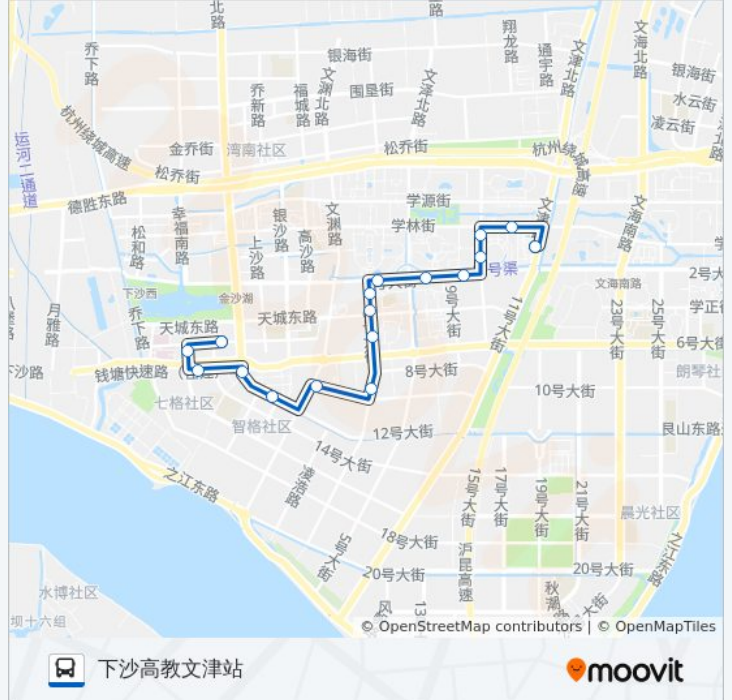 北路
路
翔龙路
通宇路
文津北路
文海北路
乔下路
银海街
文渊北路
文泽北路
银海街
乔新路
福城路
围垦街
水云街
凌云街
杭州绕城高速
运河二通道
金乔街
湾南社区
松乔街
杭州绕城高速
路
松乔街
德胜东路
学源街
学林街
文津
文海南路
幸福南路
银沙路
文渊路
高沙路
上沙路
松和路
号渠
2号大
文海南路
下沙西
金沙湖
乔下路
月雅路
9号大街
11号大街
23号大街
25号大街
学正街
天城东路
天城东路
6号大街
下沙路
钱塘快速路
8号大街
朗琴社
10号大街
七格社区
智格社区
12号大街
艮山东路
14号大街
之江东路
凌浩路
15号大街
17号大街
19号大街
21号大街
晨光社区
5号大街
18号大街
沪昆高速
之江东路
20号大街
20号大街
水博社区
秋潮
风
13
大街
坝十六组
© OpenStreetMap contributors | © OpenMapTiles
下沙高教文津站
moovit